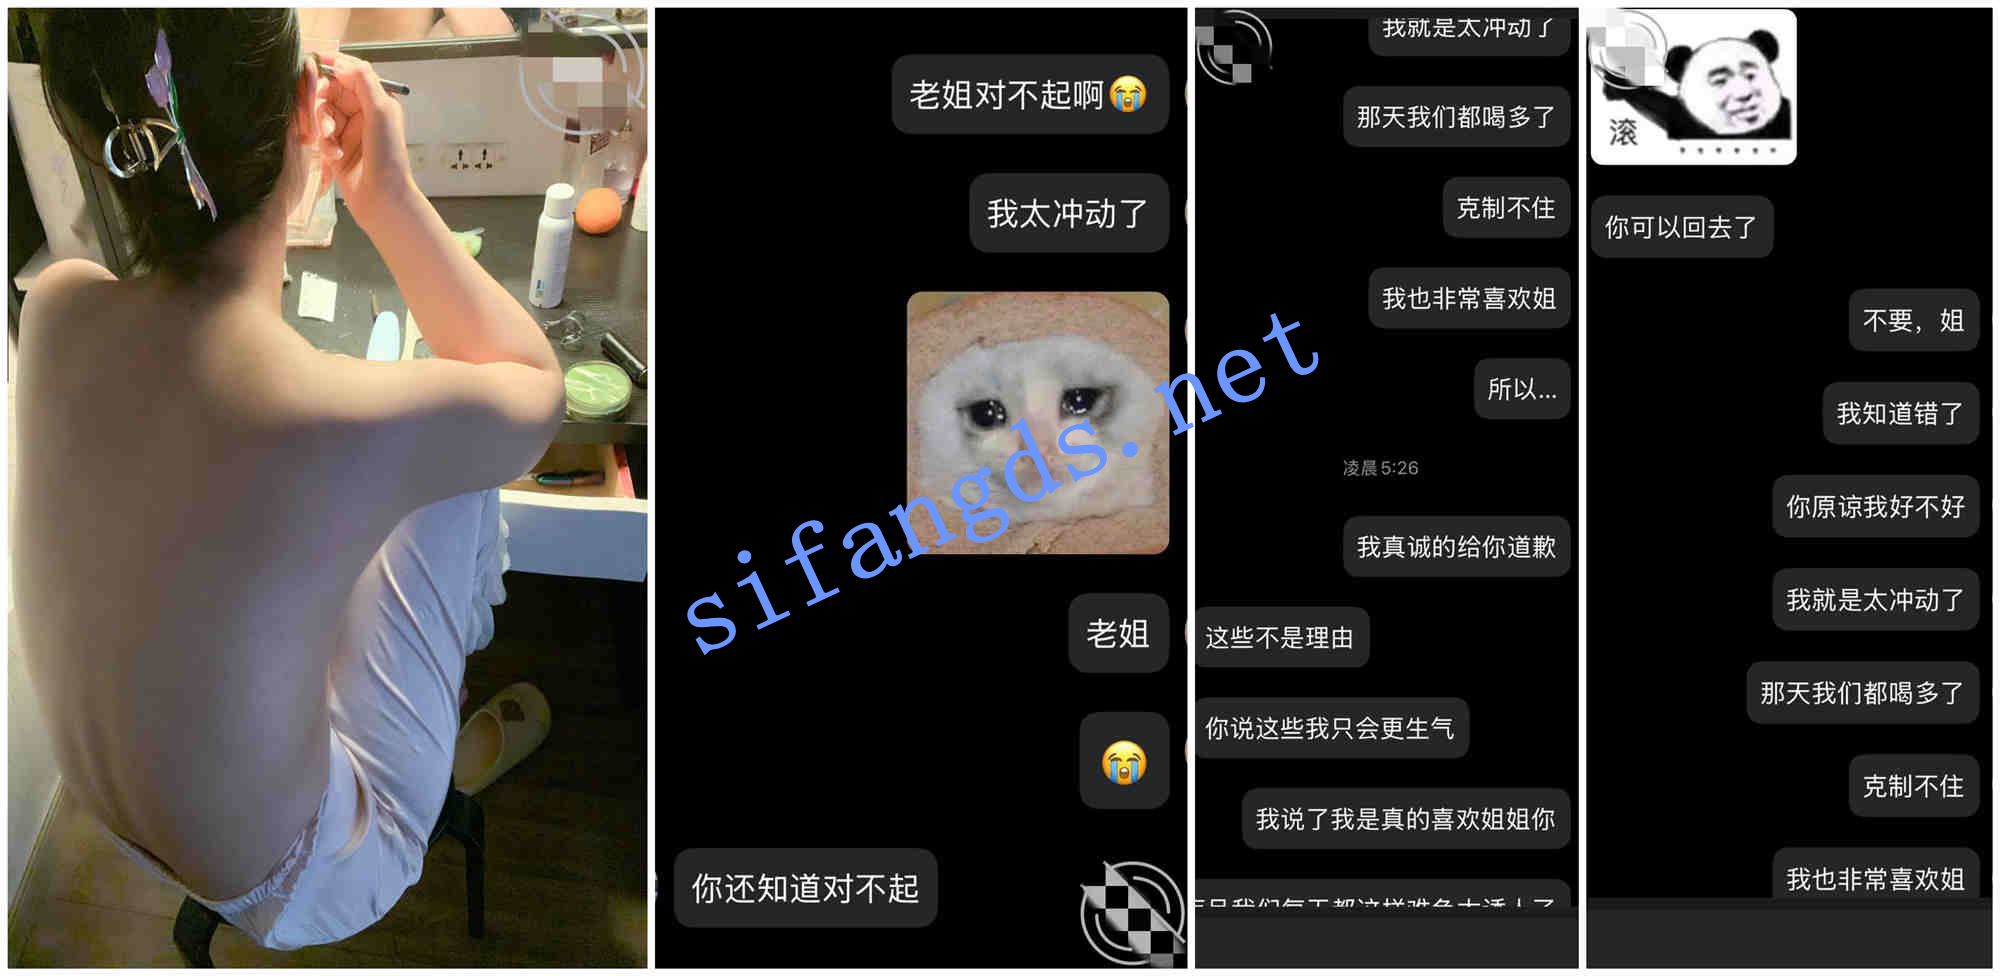 老姐对不起啊😭
我太冲动了
老姐
😭
你还知道对不起
我就是太冲动了
那天我们都喝多了
克制不住
我也非常喜欢姐
所以...
凌晨5:26
我真诚的给你道歉
这些不是理由
你说这些我只会更生气
我说了我是真的喜欢姐姐你
滚
......
你可以回去了
不要，姐
我知道错了
你原谅我好不好
我就是太冲动了
那天我们都喝多了
克制不住
我也非常喜欢姐
sifangds.net